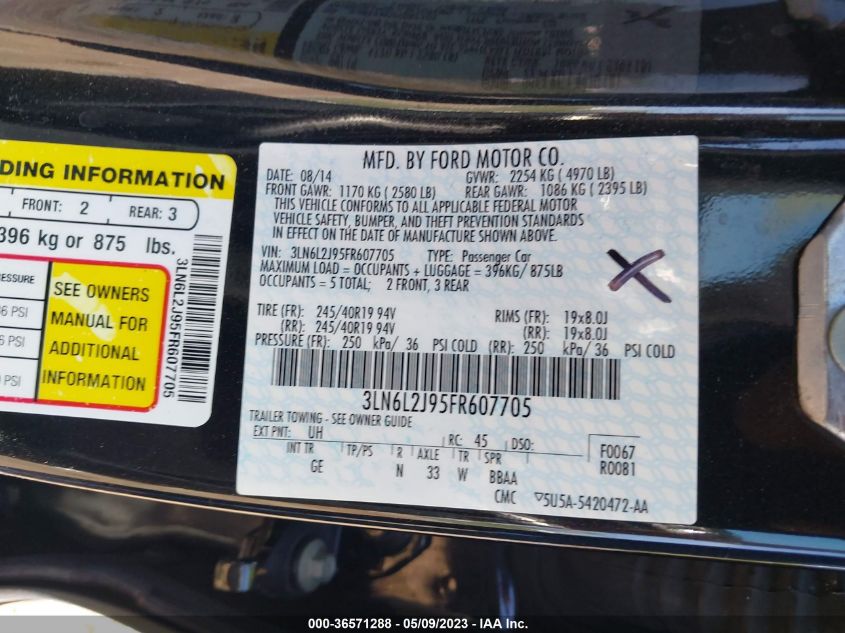 DING INFORMATION
FRONT: 2 REAR: 3
396 kg or 875 lbs.
ESSURE
36 PSI
6 PSI
PSI
SEE OWNERS
MANUAL FOR
ADDITIONAL
INFORMATION
3LN6L2J95FR607705
MFD. BY FORD MOTOR CO.
DATE: 08/14 GVWR: 2254 KG ( 4970 LB)
FRONT GAWR: 1170 KG ( 2580 LB) REAR GAWR: 1086 KG ( 2395 LB)
THIS VEHICLE CONFORMS TO ALL APPLICABLE FEDERAL MOTOR
VEHICLE SAFETY, BUMPER, AND THEFT PREVENTION STANDARDS
IN EFFECT ON THE DATE OF MANUFACTURE SHOWN ABOVE.
VIN: 3LN6L2J95FR607705 TYPE: Passenger Car
MAXIMUM LOAD = OCCUPANTS + LUGGAGE = 396KG/ 875LB
OCCUPANTS = 5 TOTAL; 2 FRONT, 3 REAR
TIRE (FR): 245/40R19 94V RIMS (FR): 19x8.0J
(RR): 245/40R19 94V (RR): 19x8.0J
PRESSURE (FR): 250 kPa/ 36 PSI COLD (RR): 250 kPa/ 36 PSI COLD
3LN6L2J95FR607705
TRAILER TOWING - SEE OWNER GUIDE
EXT PNT: UH RC: 45 DSO: F0067
INT TR TP/PS R AXLE TR SPR R0081
GE N 33 W BBAA
CMC 5U5A-5420472-AA
000-36571288 - 05/09/2023 - IAA Inc.